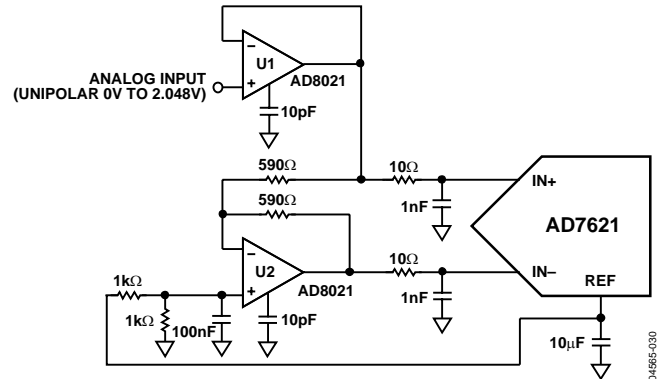 U1
AD8021
ANALOG INPUT
(UNIPOLAR 0V TO 2.048V)
10pF
590Ω
10Ω
590Ω
1nF
IN+
AD7621
U2
AD8021
10Ω
IN–
REF
1kΩ
1kΩ
100nF
10pF
1nF
10μF
04565-030